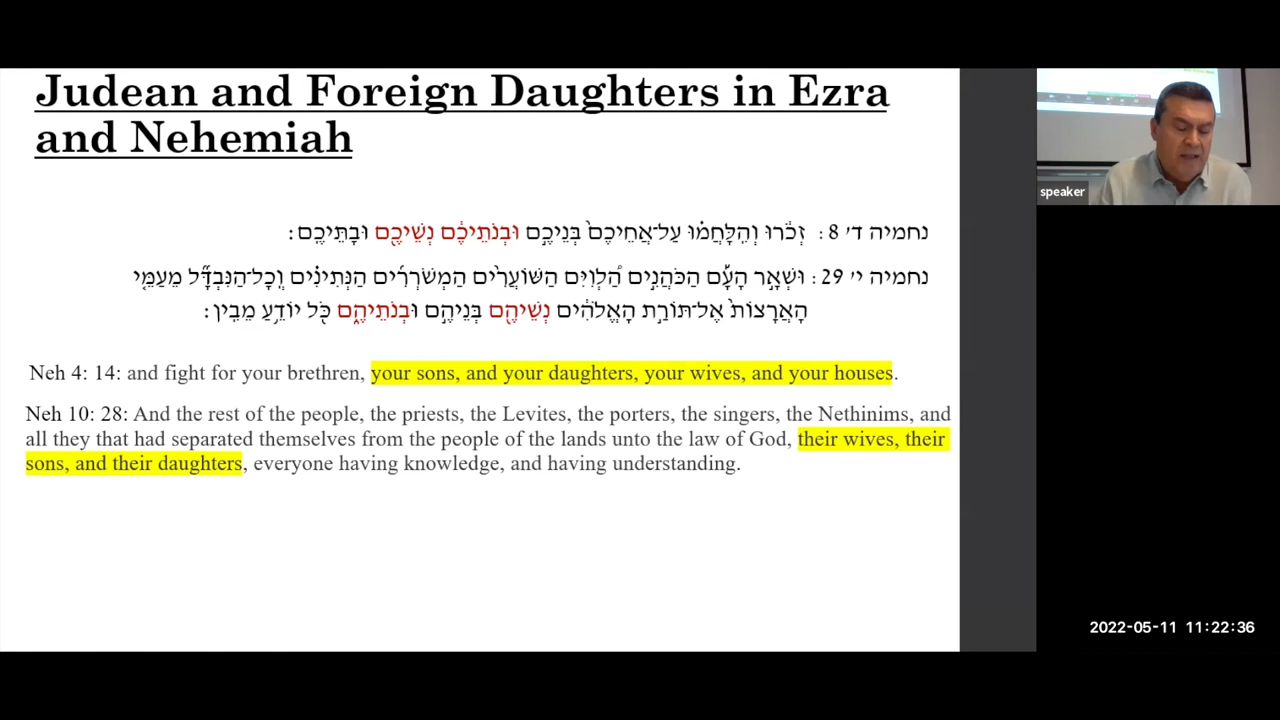 Judean and Foreign Daughters in Ezra
and Nehemiah
נחמיה ד׳ 8 : זְכֹ֔רוּ וְהִֽלָּחֲמ֗וּ עַל־אֲחֵיכֶם֙ בְּנֵיכֶ֣ם וּבְנֹתֵיכֶ֔ם נְשֵׁיכֶ֖ם וּבָתֵּיכֶֽם׃
נחמיה י׳ 29 : וּשְׁאָ֣ר הָעָ֡ם הַכֹּהֲנִ֣ים הַ֠לְוִיִּם הַשּׁוֹעֲרִ֨ים הַמְשֹׁרְרִ֜ים הַנְּתִינִ֗ים וְֽכָל־הַנִּבְדָּ֞ל מֵעַמֵּ֤י
הָאֲרָצוֹת֙ אֶל־תּוֹרַ֣ת הָאֱלֹהִ֔ים נְשֵׁיהֶ֖ם בְּנֵיהֶ֣ם וּבְנֹתֵיהֶ֑ם כֹּ֖ל יוֹדֵ֥עַ מֵבִֽין׃
Neh 4: 14: and fight for your brethren, your sons, and your daughters, your wives, and your houses.
Neh 10: 28: And the rest of the people, the priests, the Levites, the porters, the singers, the Nethinims, and
all they that had separated themselves from the people of the lands unto the law of God, their wives, their
sons, and their daughters, everyone having knowledge, and having understanding.
speaker
2022-05-11 11:22:36